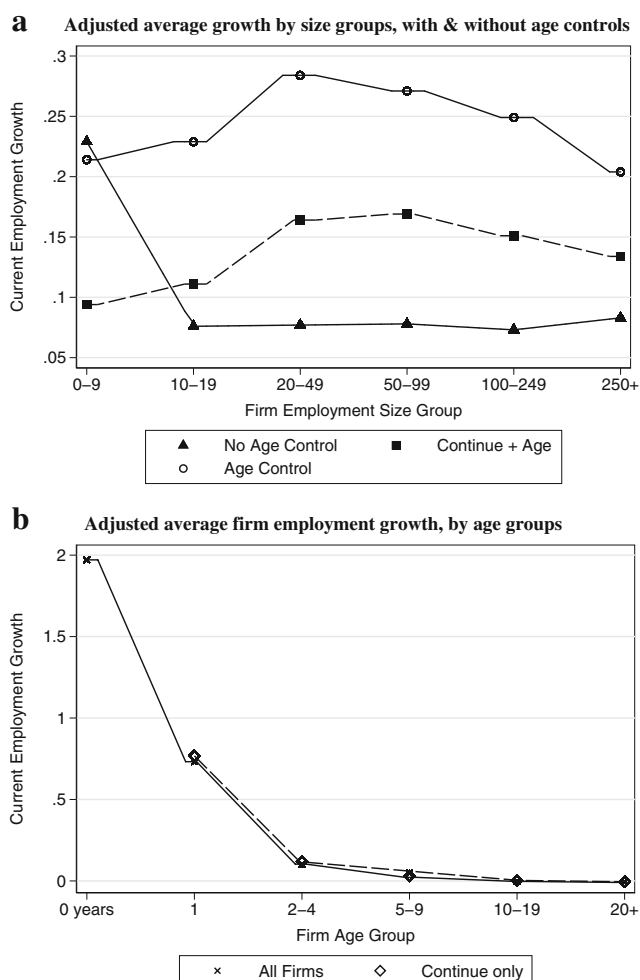 a Adjusted average growth by size groups, with & without age controls
Current Employment Growth
.3
.25
.2
.15
.1
.05
0–9 10–19 20–49 50–99 100–249 250+
Firm Employment Size Group
No Age Control Continue + Age
Age Control
b Adjusted average firm employment growth, by age groups
Current Employment Growth
2
1.5
1
.5
0
0 years 1 2–4 5–9 10–19 20+
Firm Age Group
All Firms Continue only